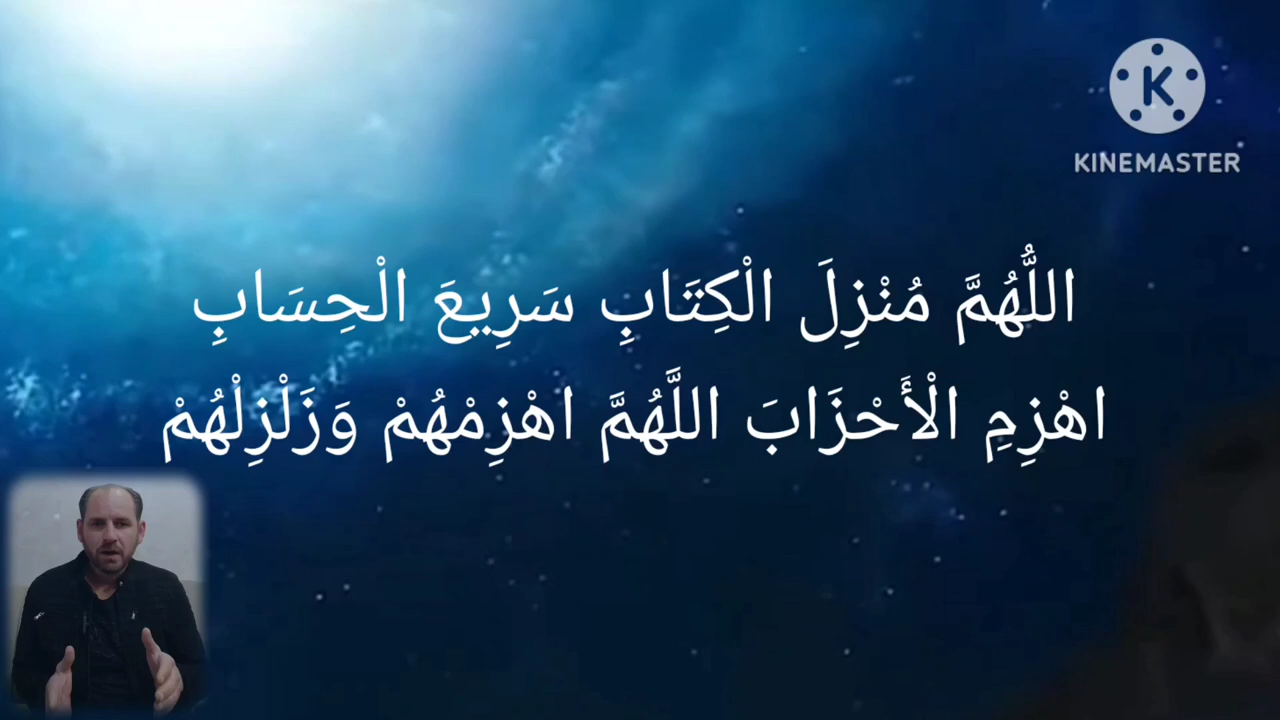 KINEMASTER
اللُّهُمَّ مُنْزِلَ الْكِتَابِ سَرِيعَ الْحِسَابِ
اهْزِمِ الْأَحْزَابَ اللَّهُمَّ اهْزِمْهُمْ وَزَلْزِلْهُمْ